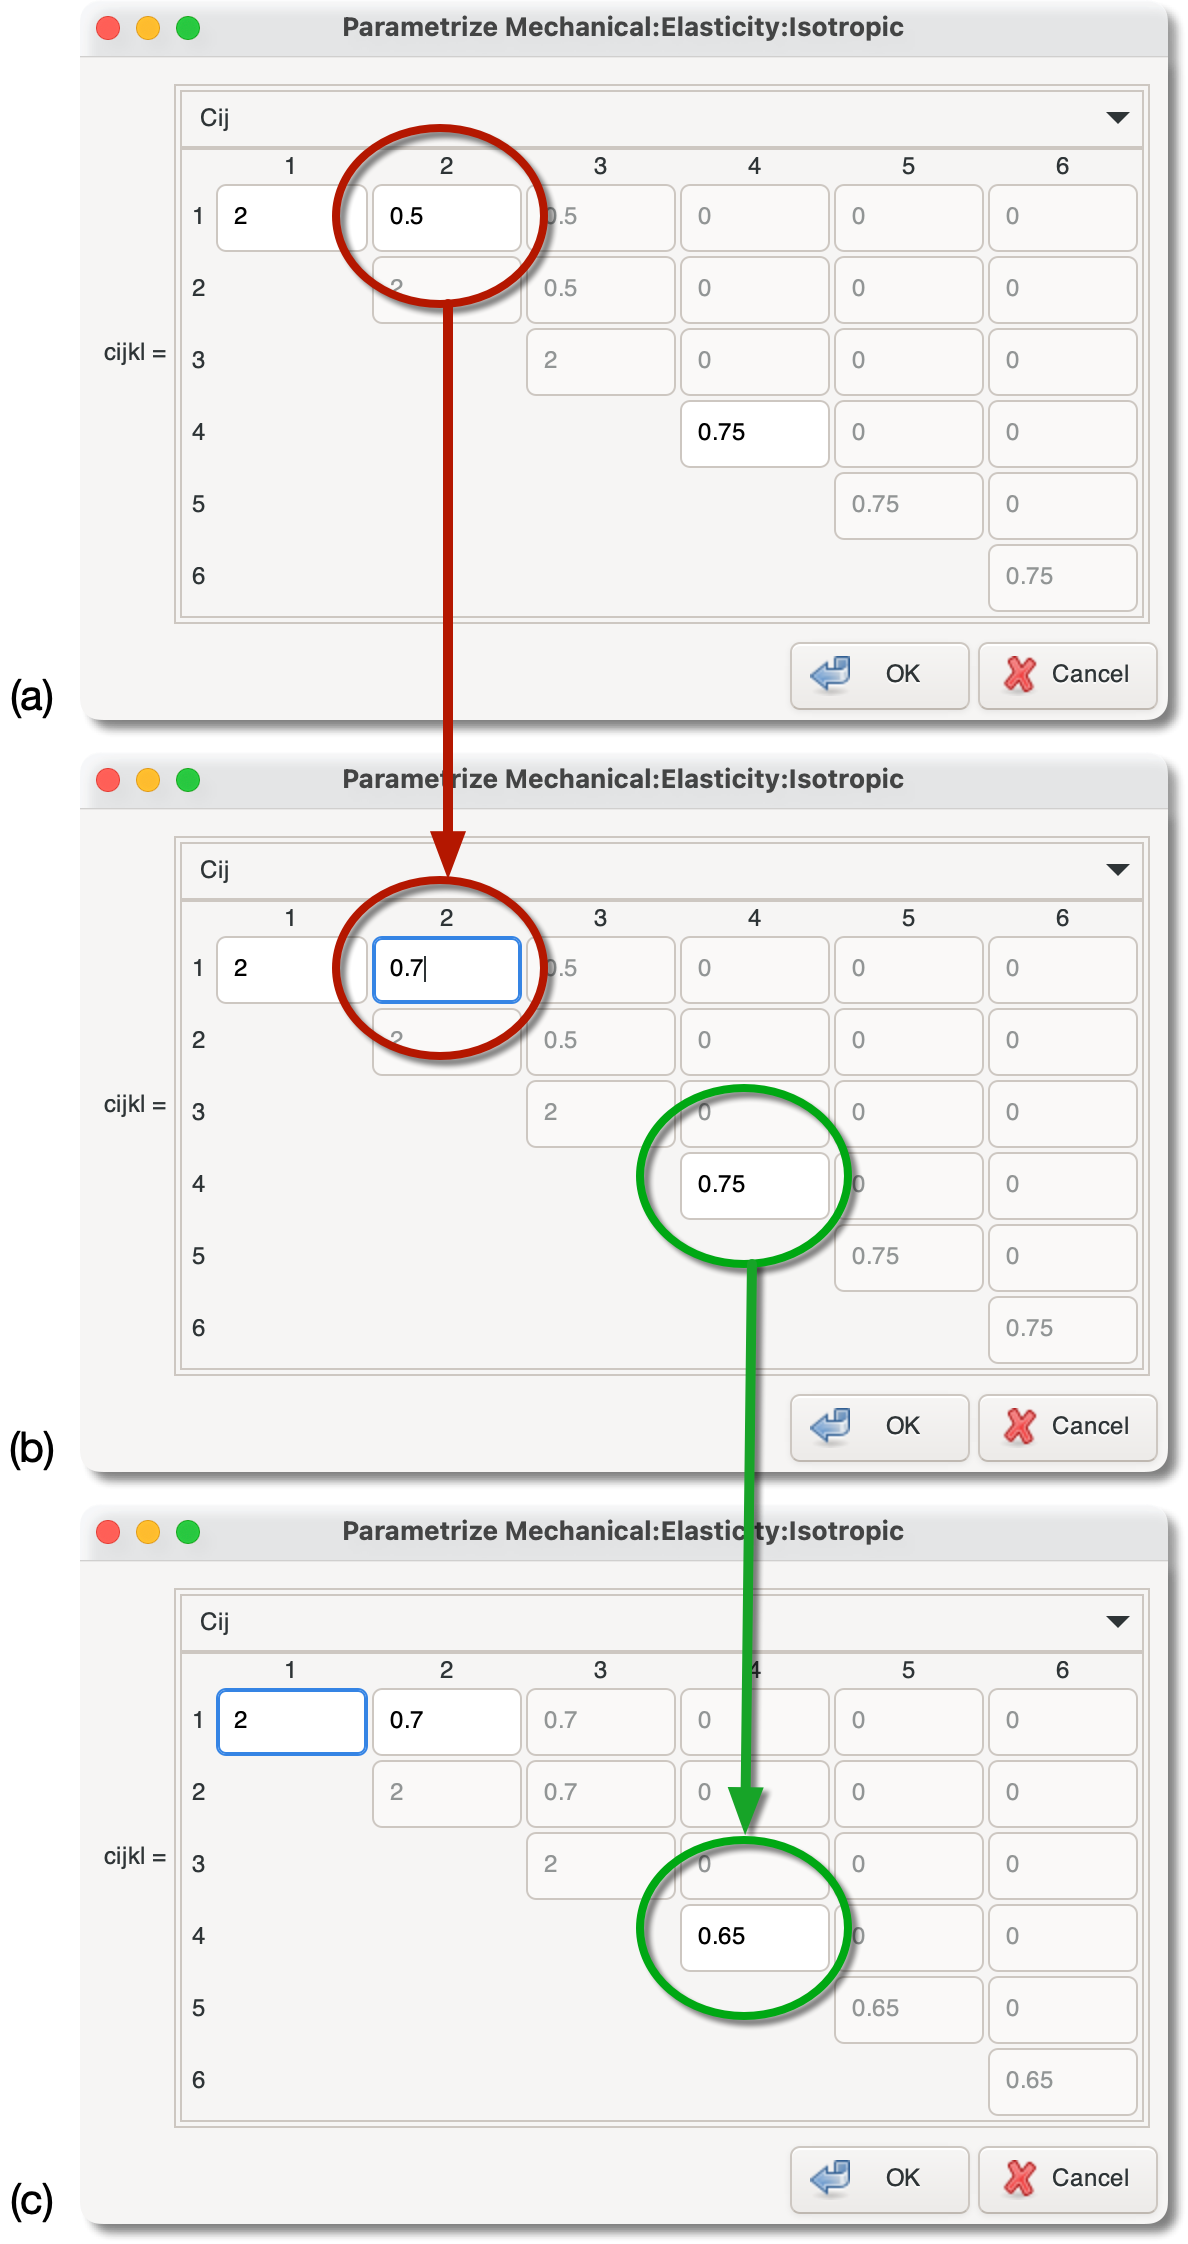 Parametrize Mechanical:Elasticity:Isotropic
Cij
1 2 3 4 5 6
1 2 0.5 0.5 0 0 0
2 2 0.5 0 0 0
cijkl =
3 2 0 0 0
4 0.75 0 0
5 0.75 0
6 0.75
OK Cancel
(a)
Parametrize Mechanical:Elasticity:Isotropic
Cij
1 2 3 4 5 6
1 2 0.7 0.5 0 0 0
2 2 0.5 0 0 0
cijkl =
3 2 0 0 0
4 0.75 0 0
5 0.75 0
6 0.75
OK Cancel
(b)
Parametrize Mechanical:Elasticity:Isotropic
Cij
1 2 3 4 5 6
1 2 0.7 0.7 0 0 0
2 2 0.7 0 0 0
cijkl =
3 2 0 0 0
4 0.65 0 0
5 0.65 0
6 0.65
OK Cancel
(c)